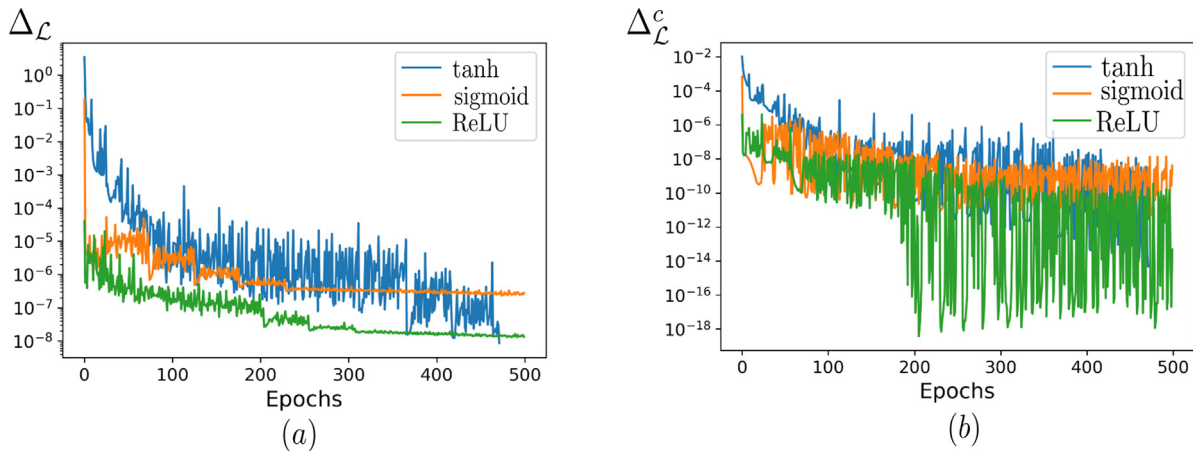 Δ_ℒ
tanh
sigmoid
ReLU
10⁰
10⁻¹
10⁻²
10⁻³
10⁻⁴
10⁻⁵
10⁻⁶
10⁻⁷
10⁻⁸
0 100 200 300 400 500
Epochs
(a)
Δ_ℒ^c
tanh
sigmoid
ReLU
10⁻²
10⁻⁴
10⁻⁶
10⁻⁸
10⁻¹⁰
10⁻¹²
10⁻¹⁴
10⁻¹⁶
10⁻¹⁸
0 100 200 300 400 500
Epochs
(b)